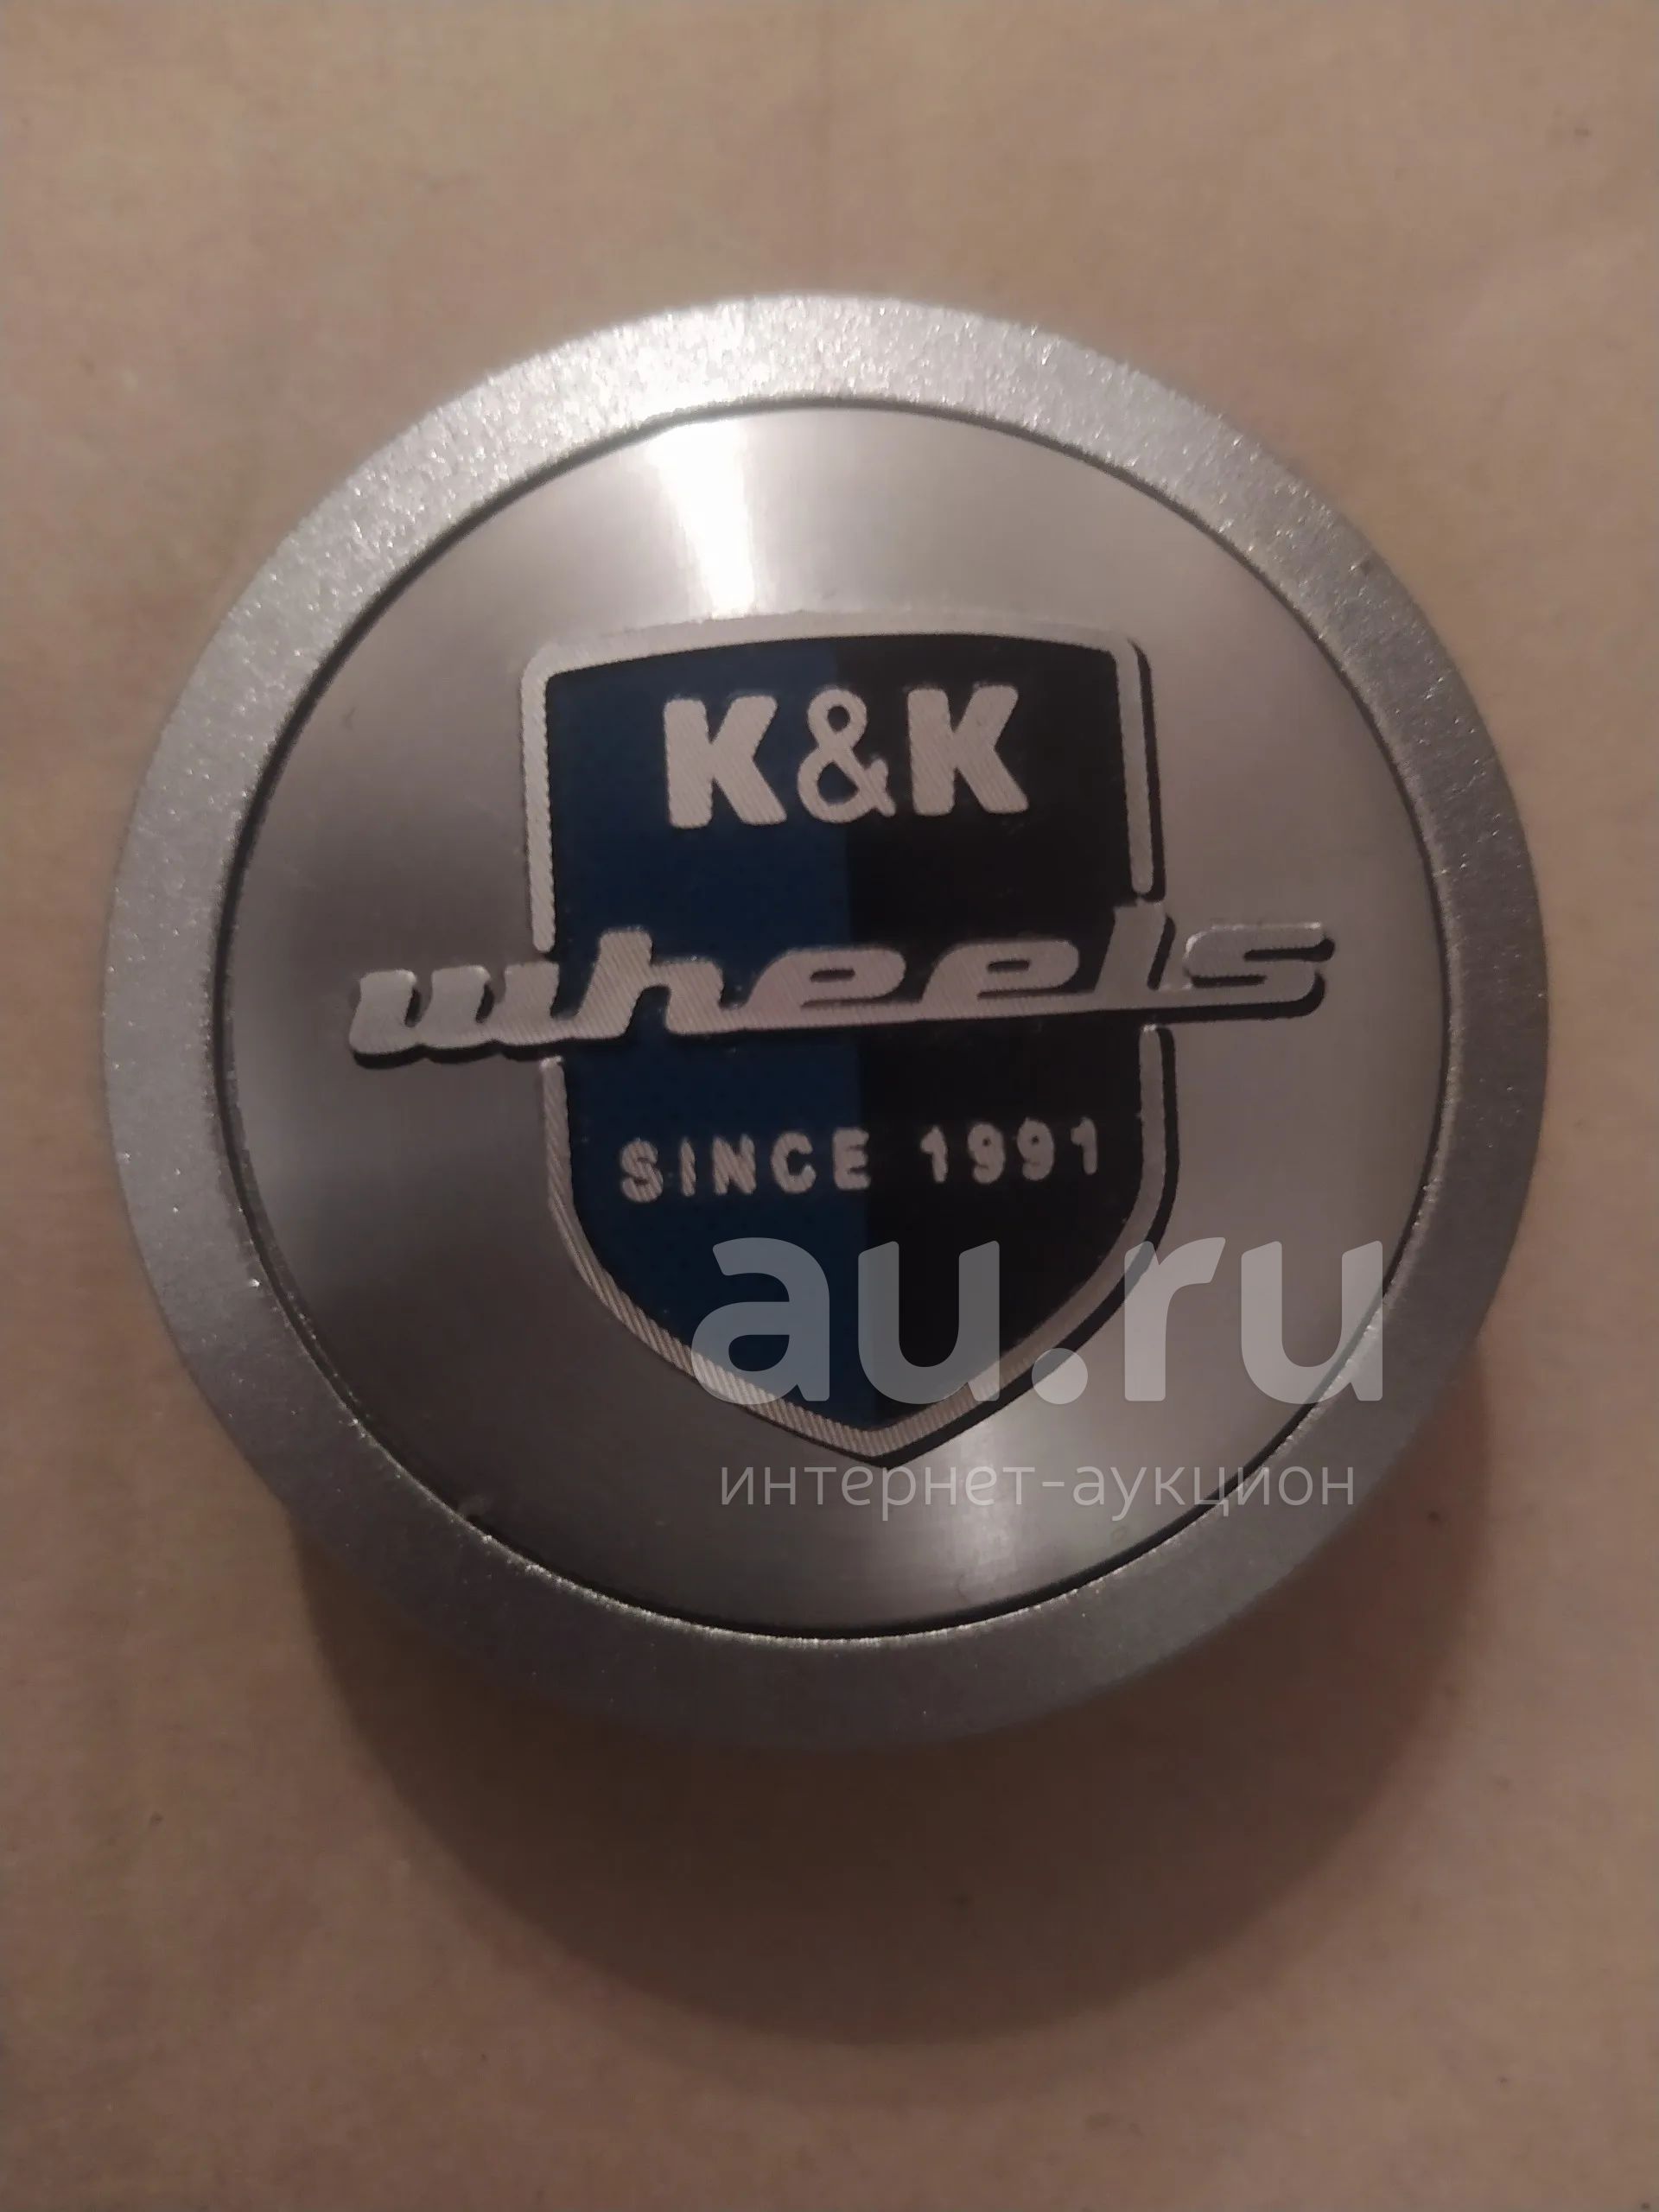 K&K
wheels
SINCE 1991
au.ru
интернет-аукцион